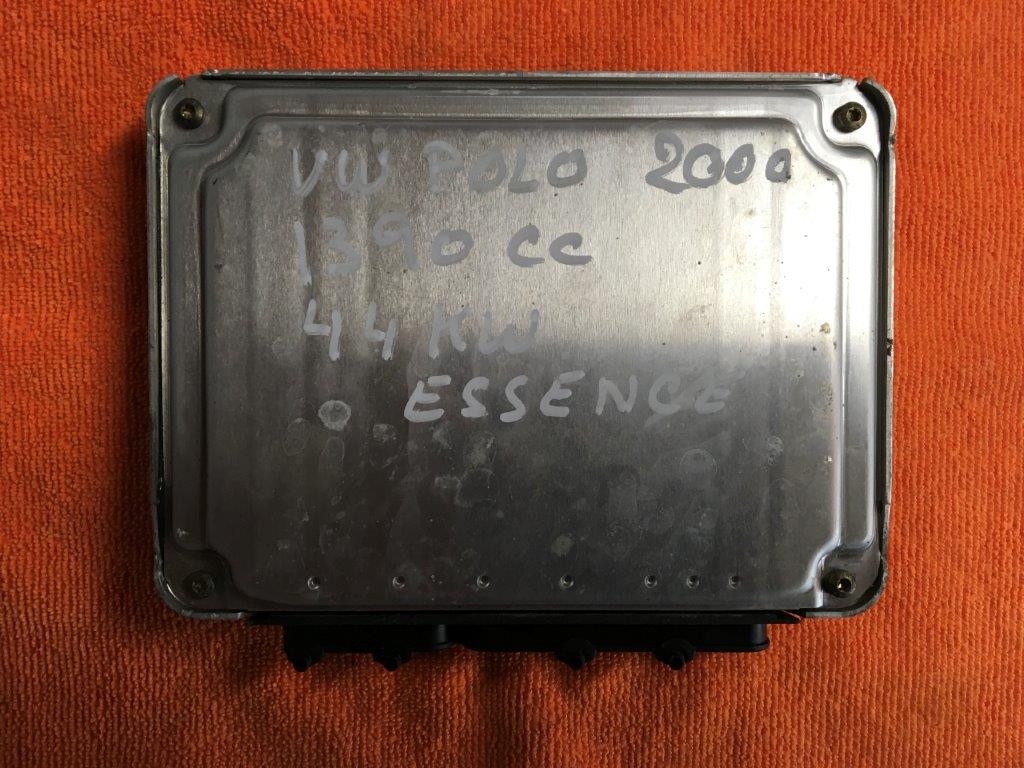 VW POLO 2000
1390 cc
44 KW
ESSENCE